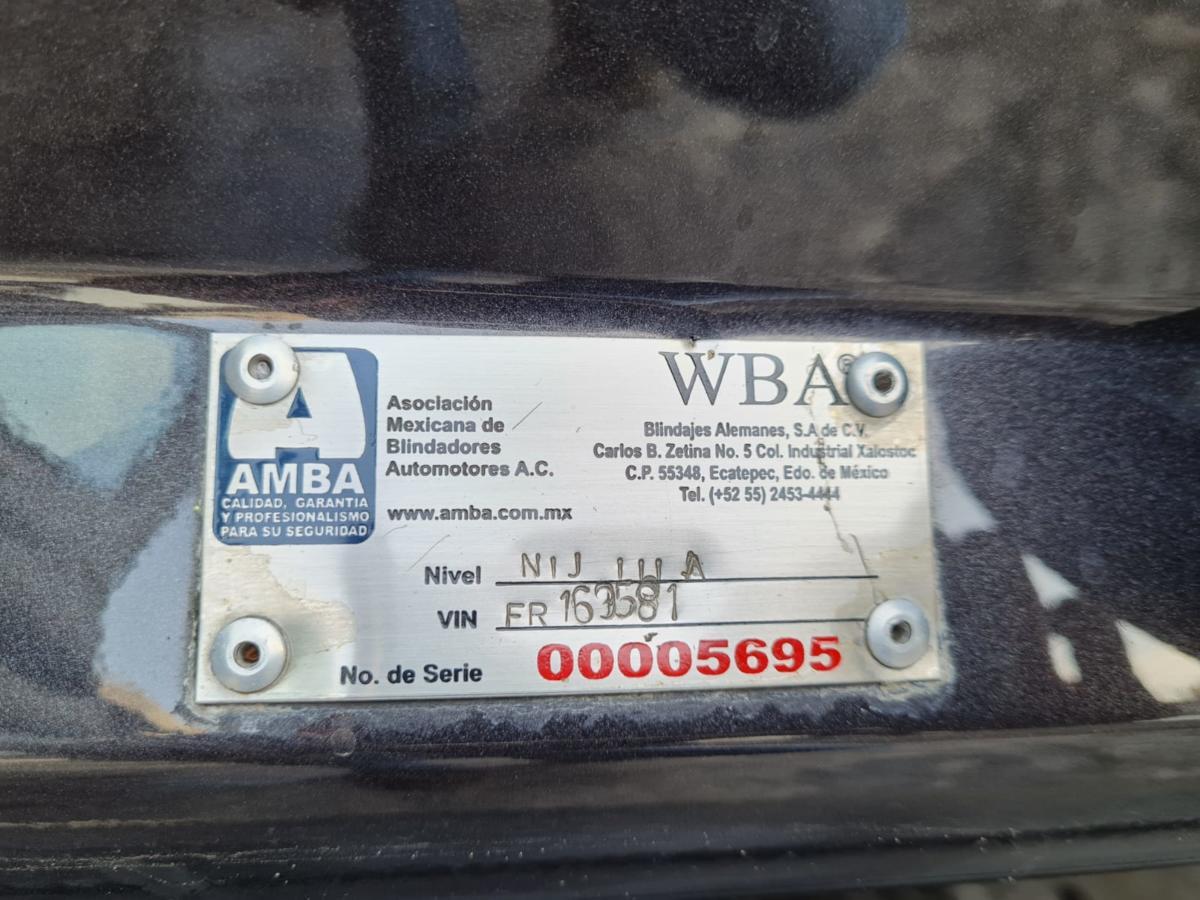 A
AMBA
CALIDAD, GARANTIA
Y PROFESIONALISMO
PARA SU SEGURIDAD
Asociación
Mexicana de
Blindadores
Automotores A.C.
www.amba.com.mx
WBA®
Blindajes Alemanes, S.A de C.V.
Carlos B. Zetina No. 5 Col. Industrial Xalostoc
C.P. 55348, Ecatepec, Edo. de México
Tel. (+52 55) 2453-4444
Nivel NIJ IIIA
VIN FR163581
No. de Serie 00005695